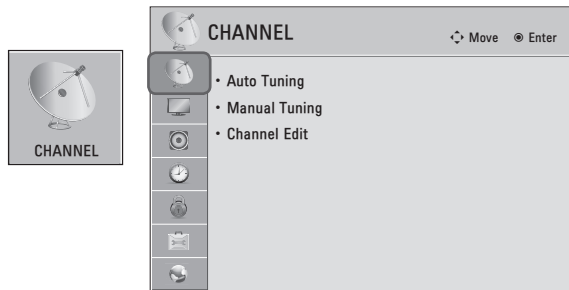 CHANNEL
CHANNEL Move Enter
• Auto Tuning
• Manual Tuning
• Channel Edit